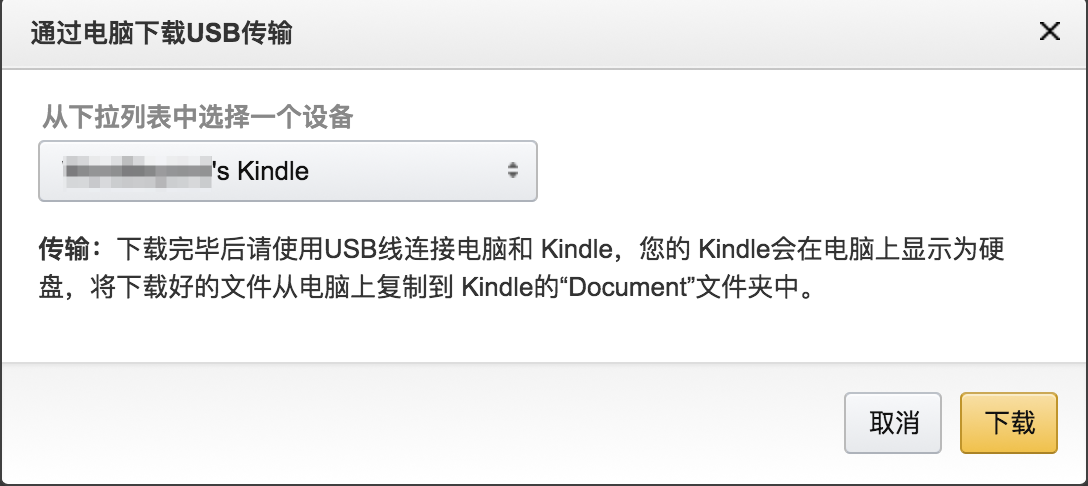 通过电脑下载USB传输
从下拉列表中选择一个设备
's Kindle
传输：下载完毕后请使用USB线连接电脑和 Kindle，您的 Kindle会在电脑上显示为硬
盘，将下载好的文件从电脑上复制到 Kindle的“Document”文件夹中。
取消
下载